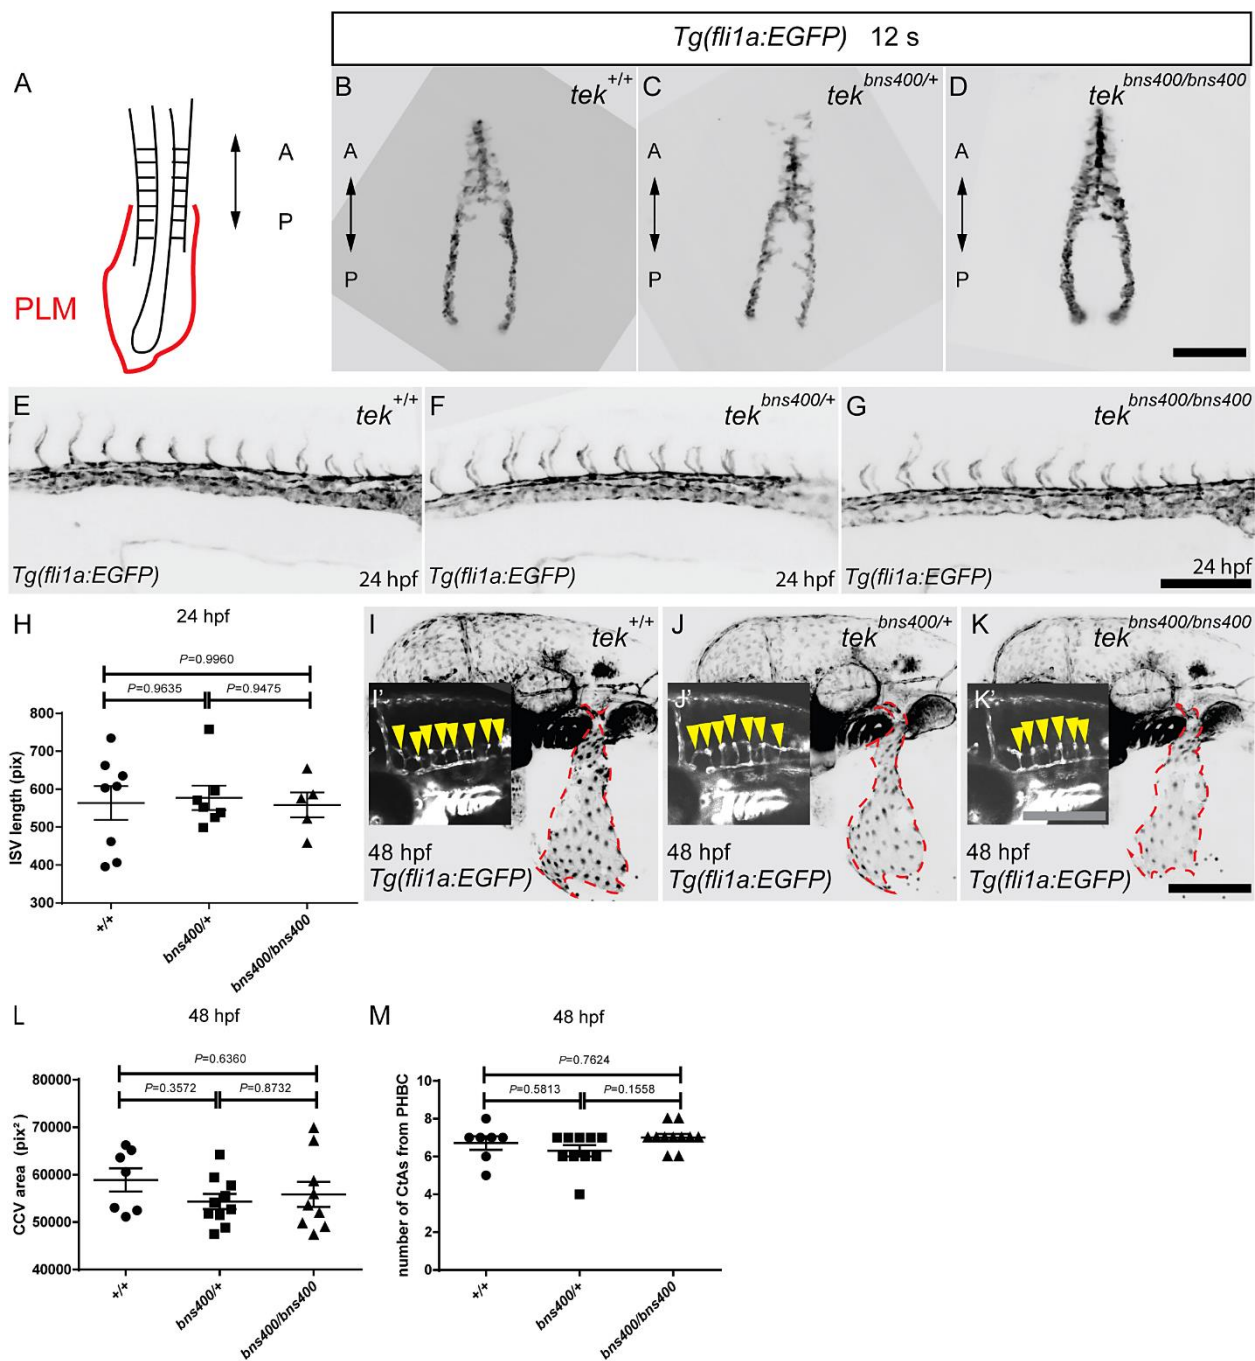 Tg(fli1a:EGFP) 12 s
A
A
P
PLM
B
tek+/+
A
P
C
tekbns400/+
A
P
D
tekbns400/bns400
A
P
E
tek+/+
Tg(fli1a:EGFP)
24 hpf
F
tekbns400/+
24 hpf
G
tekbns400/bns400
Tg(fli1a:EGFP)
24 hpf
H
24 hpf
P=0.9960
P=0.9635
P=0.9475
ISV length (pix)
800
700
600
500
400
300
+/+
bns400/+
bns400/bns400
I
tek+/+
I'
48 hpf
Tg(fli1a:EGFP)
J
tekbns400/+
J'
48 hpf
Tg(fli1a:EGFP)
K
tekbns400/bns400
K'
48 hpf
Tg(fli1a:EGFP)
L
48 hpf
P=0.6360
P=0.3572
P=0.8732
CCV area (pix²)
80000
70000
60000
50000
40000
+/+
bns400/+
bns400/bns400
M
48 hpf
P=0.7624
P=0.5813
P=0.1558
number of CtAs from PHBC
10
8
6
4
2
0
+/+
bns400/+
bns400/bns400